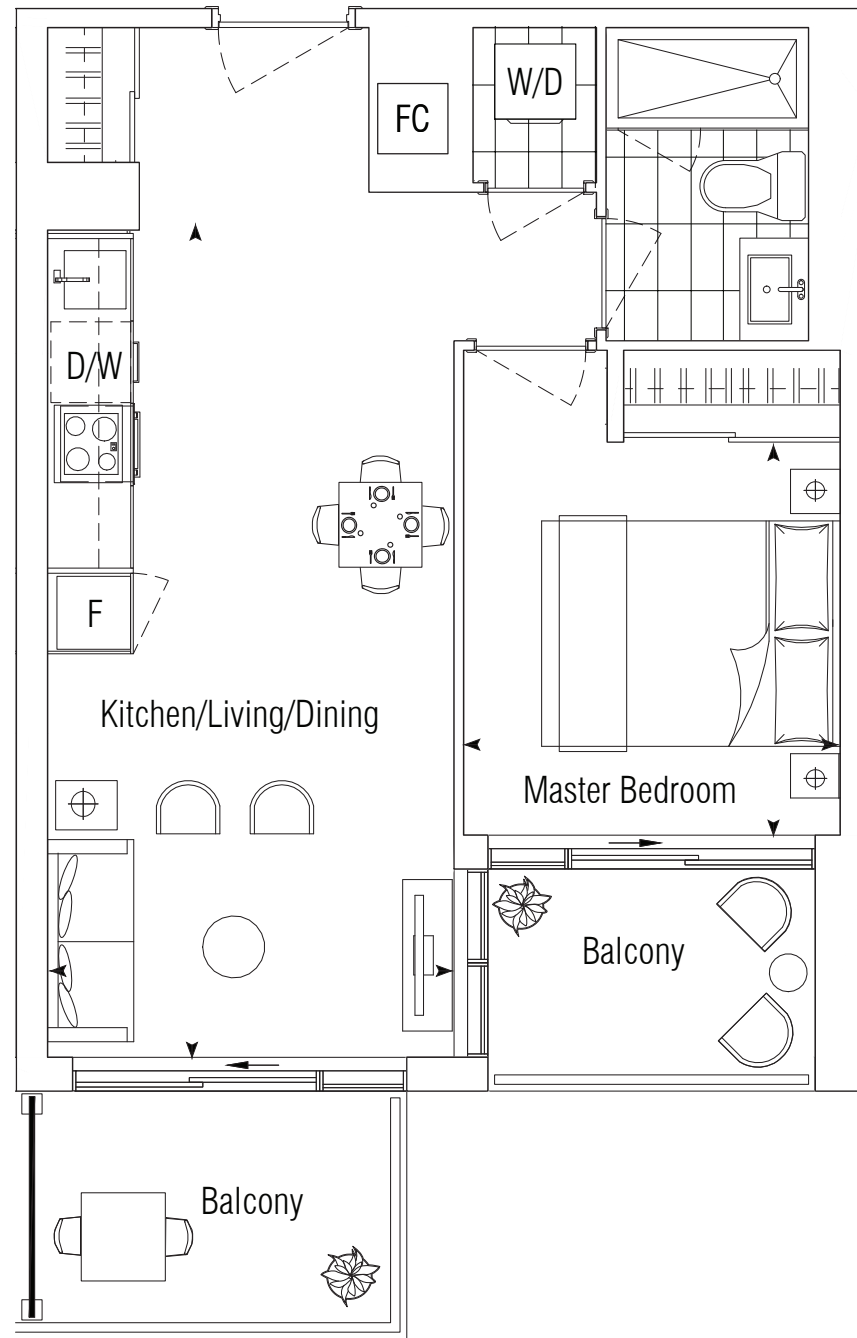 W/D
FC
D/W
F
Kitchen/Living/Dining
Master Bedroom
Balcony
Balcony